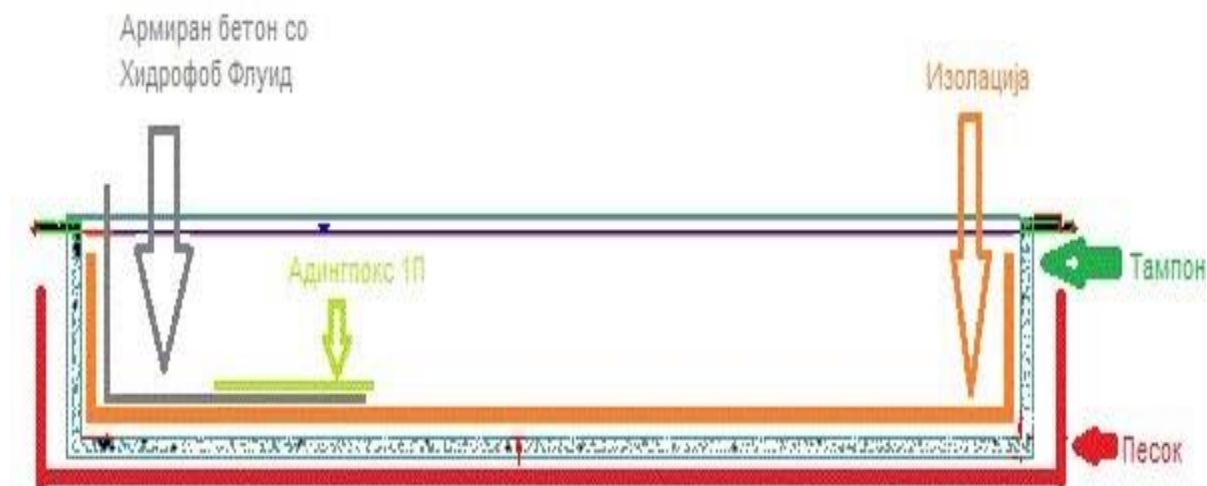 Армиран бетон со
Хидрофоб Флуид
Изолација
Адингпокс 1П
Тампон
Песок